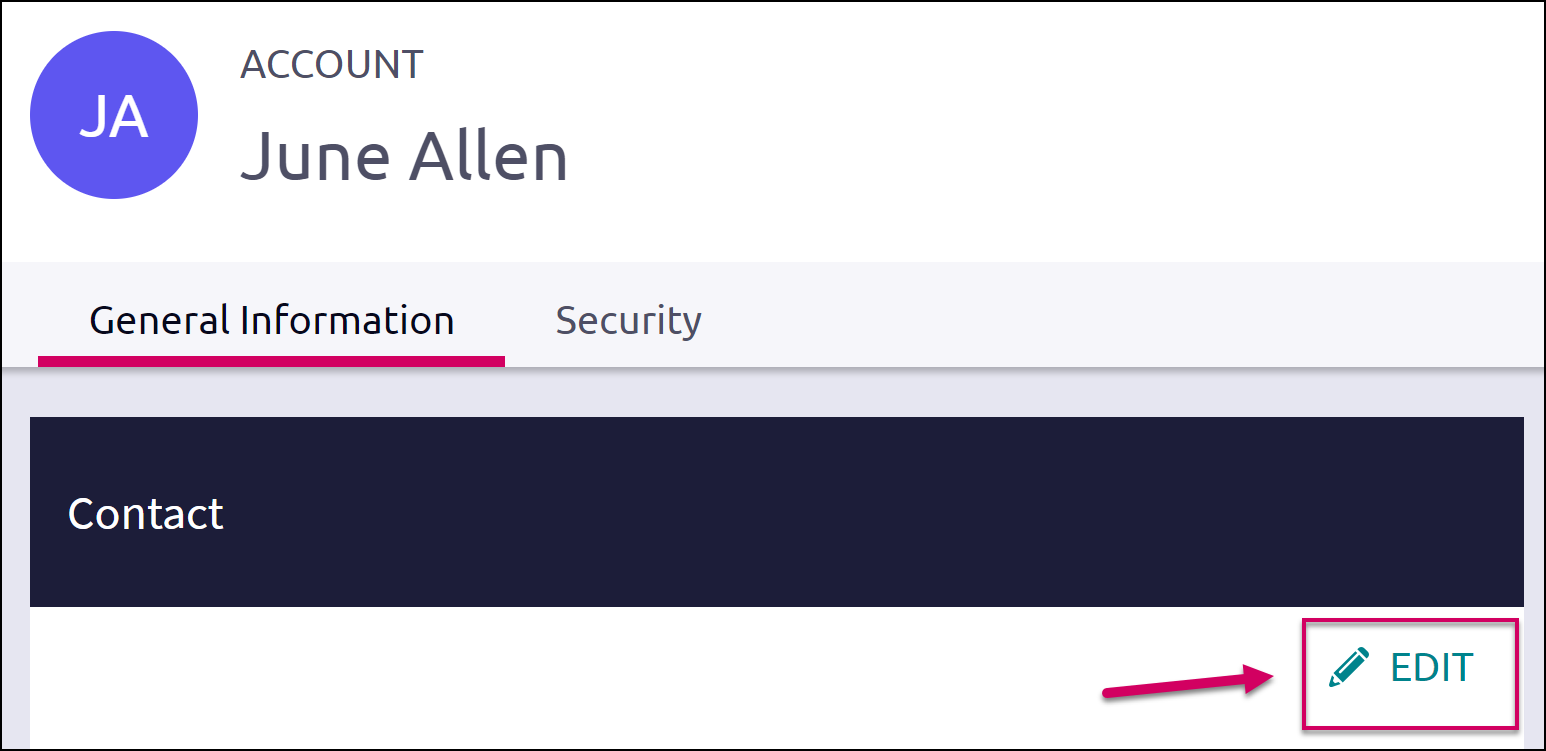 JA
ACCOUNT
June Allen
General Information Security
Contact
EDIT